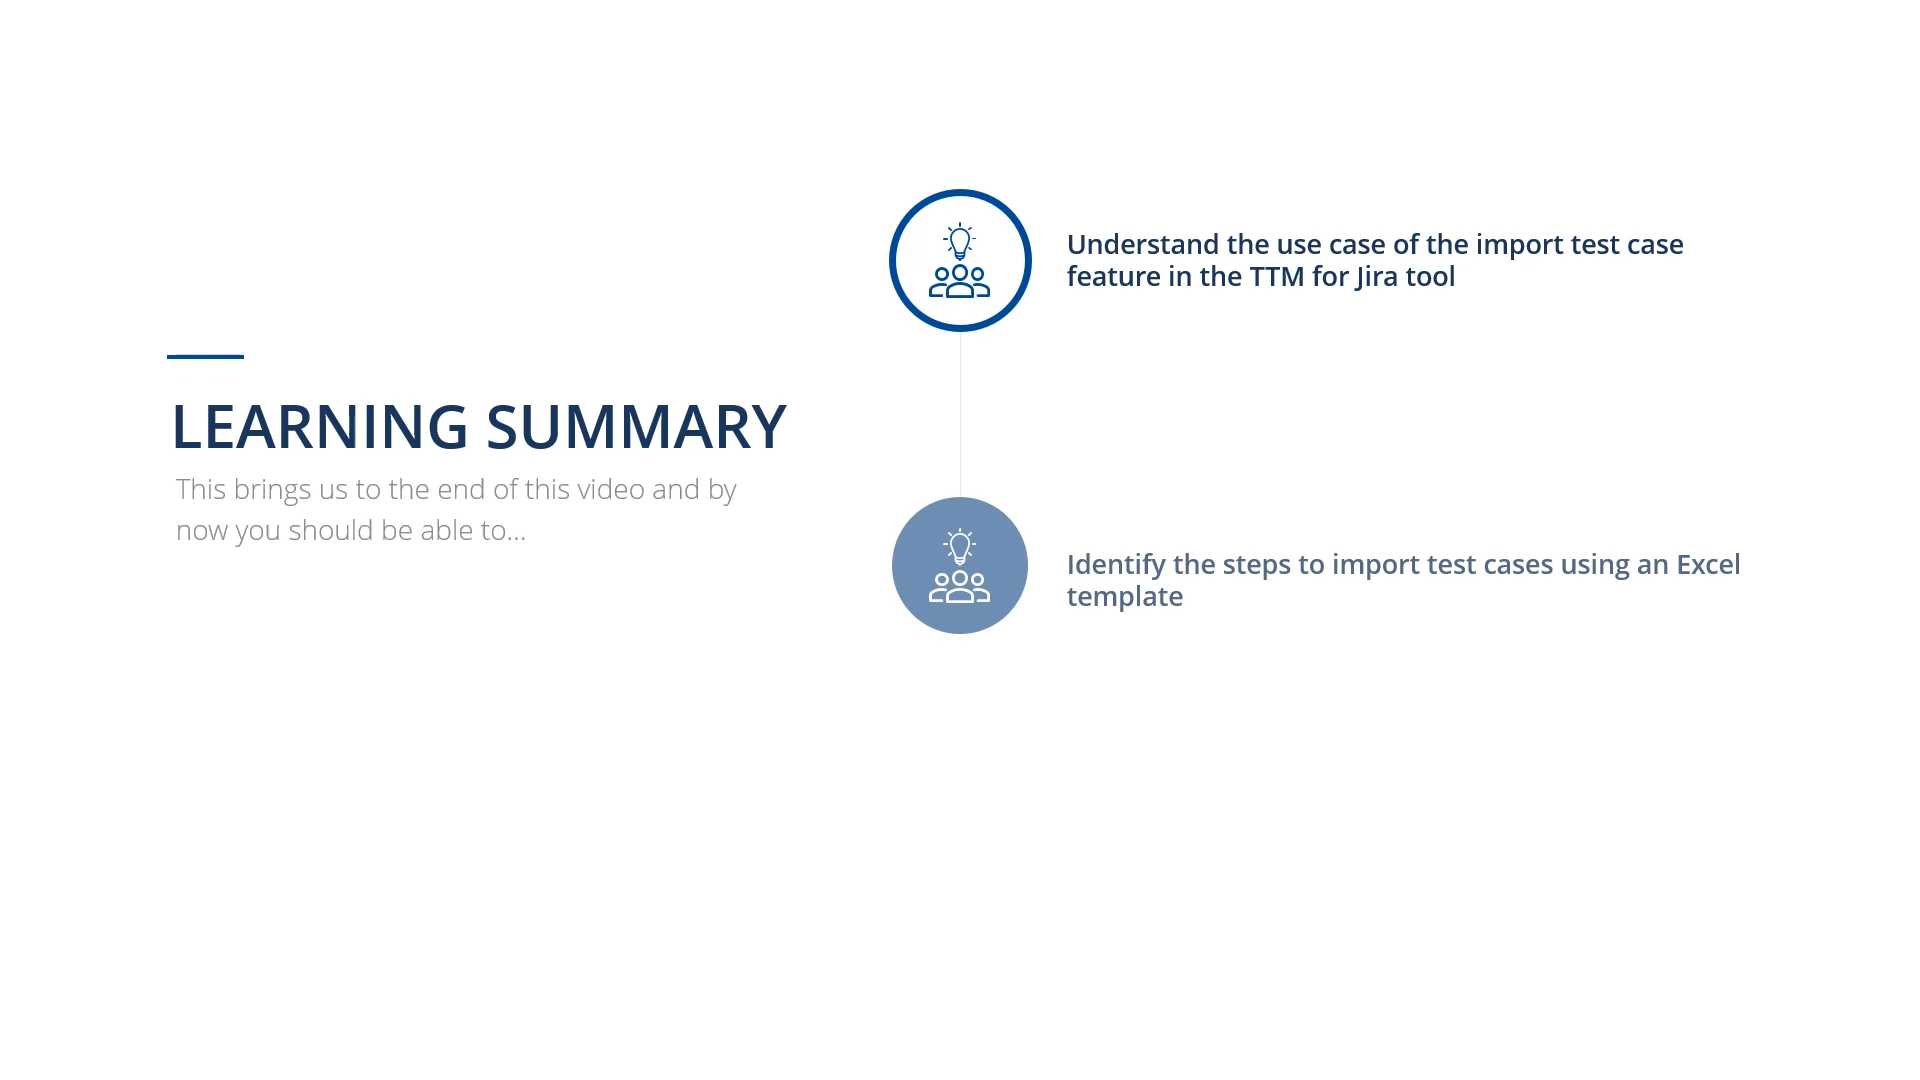 LEARNING SUMMARY
This brings us to the end of this video and by
now you should be able to...
Understand the use case of the import test case
feature in the TTM for Jira tool
Identify the steps to import test cases using an Excel
template